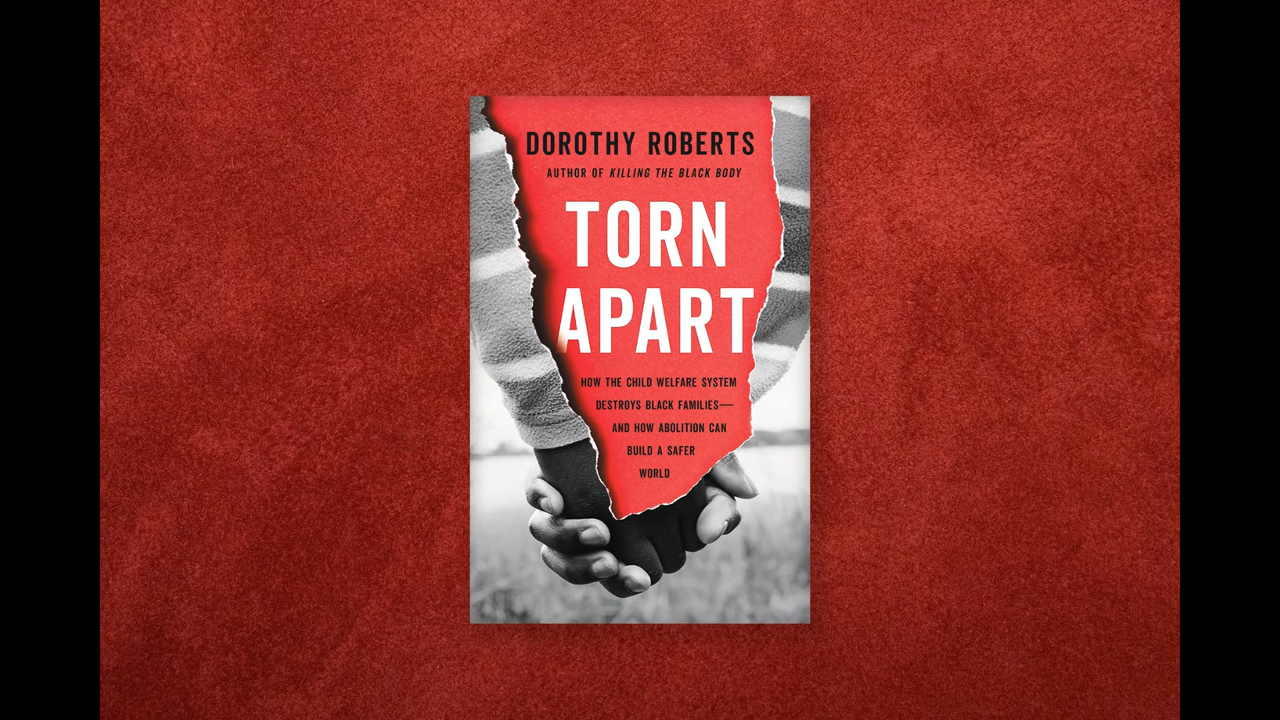 DOROTHY ROBERTS
AUTHOR OF KILLING THE BLACK BODY
TORN
APART
HOW THE CHILD WELFARE SYSTEM
DESTROYS BLACK FAMILIES—
AND HOW ABOLITION CAN
BUILD A SAFER
WORLD